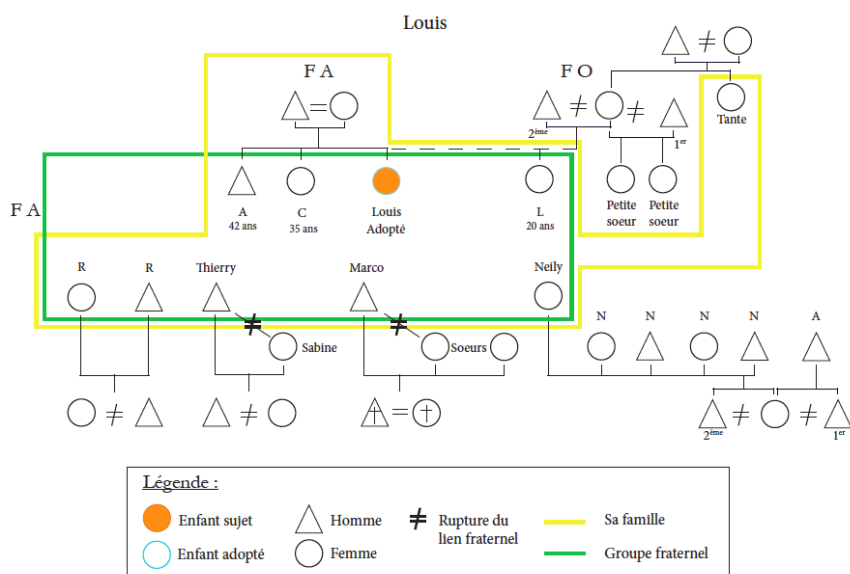 Louis
F A
F O
2ème
1er
Tante
F A
A
42 ans
C
35 ans
Louis
Adopté
L
20 ans
Petite
soeur
Petite
soeur
R
R
Thierry
Marco
Neily
Sabine
Soeurs
N
N
N
N
A
2ème
1er
Légende :
Enfant sujet
Homme
Rupture du
lien fraternel
Sa famille
Enfant adopté
Femme
Groupe fraternel